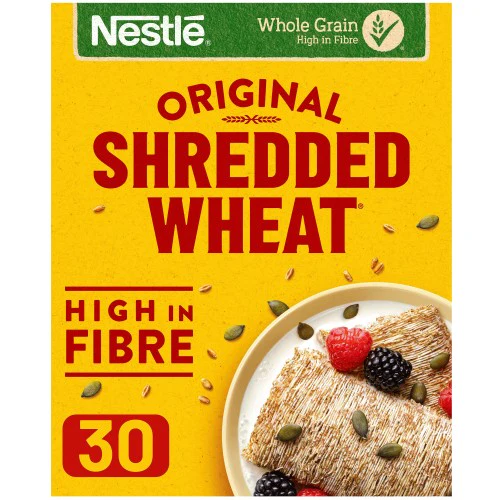 Nestlé®
Whole Grain
High in Fibre
ORIGINAL
SHREDDED
WHEAT®
HIGH IN
FIBRE
30